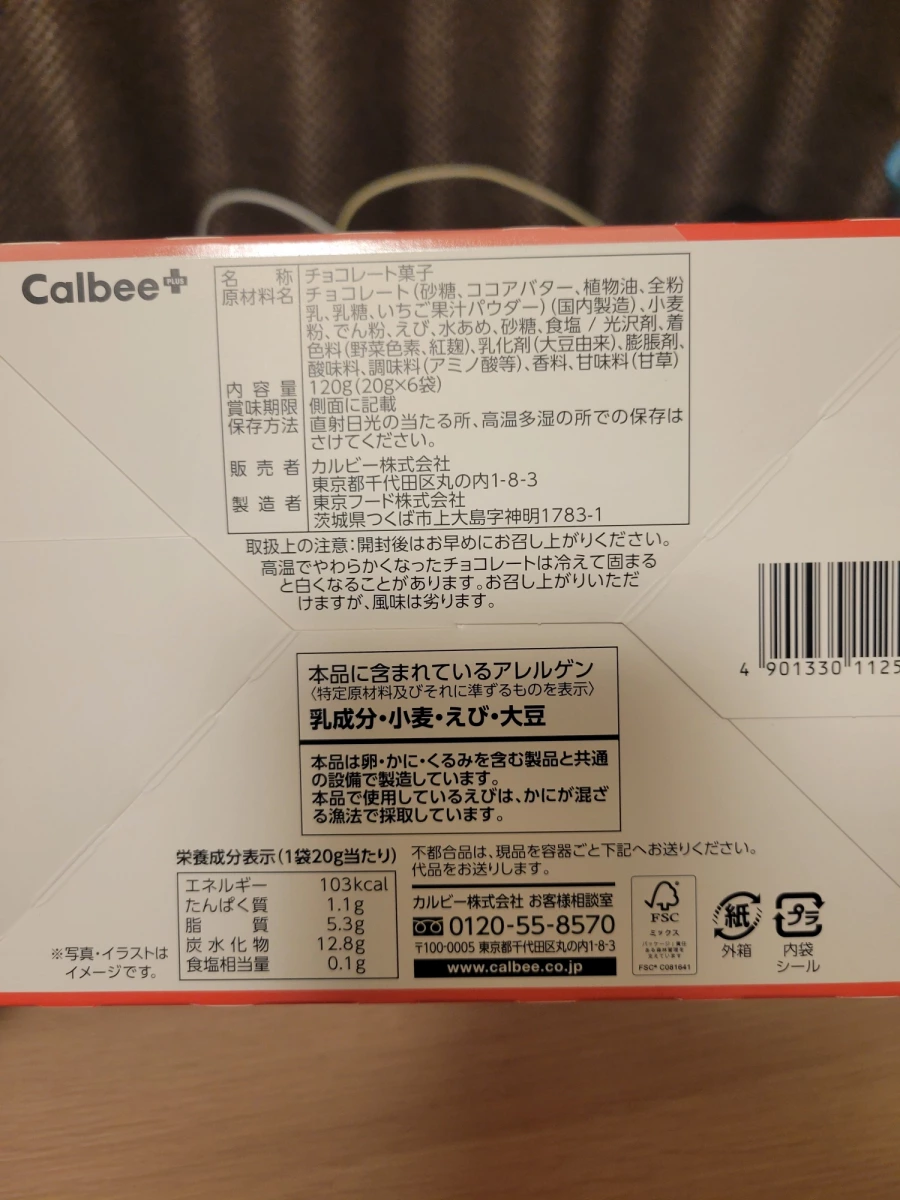 Calbee+ PLUS
名称 チョコレート菓子
原材料名 チョコレート(砂糖、ココアバター、植物油、全粉
乳、乳糖、いちご果汁パウダー)(国内製造)、小麦
粉、でん粉、えび、水あめ、砂糖、食塩 / 光沢剤、着
色料(野菜色素、紅麹)、乳化剤(大豆由来)、膨脹剤、
酸味料、調味料(アミノ酸等)、香料、甘味料(甘草)
内容量 120g(20g×6袋)
賞味期限 側面に記載
保存方法 直射日光の当たる所、高温多湿の所での保存は
さけてください。
販売者 カルビー株式会社
東京都千代田区丸の内1-8-3
製造者 東京フード株式会社
茨城県つくば市上大島字神明1783-1
取扱上の注意:開封後はお早めにお召し上がりください。
高温でやわらかくなったチョコレートは冷えて固まる
と白くなることがあります。お召し上がりいただ
けますが、風味は劣ります。
4 901330 1125
本品に含まれているアレルゲン
〈特定原材料及びそれに準ずるものを表示〉
乳成分・小麦・えび・大豆
本品は卵・かに・くるみを含む製品と共通
の設備で製造しています。
本品で使用しているえびは、かにが混ざ
る漁法で採取しています。
栄養成分表示(1袋20g当たり)
エネルギー 103kcal
たんぱく質 1.1g
脂質 5.3g
炭水化物 12.8g
食塩相当量 0.1g
※写真・イラストは
イメージです。
不都合品は、現品を容器ごと下記へお送りください。
代品をお送りします。
カルビー株式会社 お客様相談室
0120-55-8570
〒100-0005 東京都千代田区丸の内1-8-3
www.calbee.co.jp
FSC
ミックス
パッケージ|責任
ある森林管理を
支えています
FSC® C081641
紙
外箱
プラ
内袋
シール